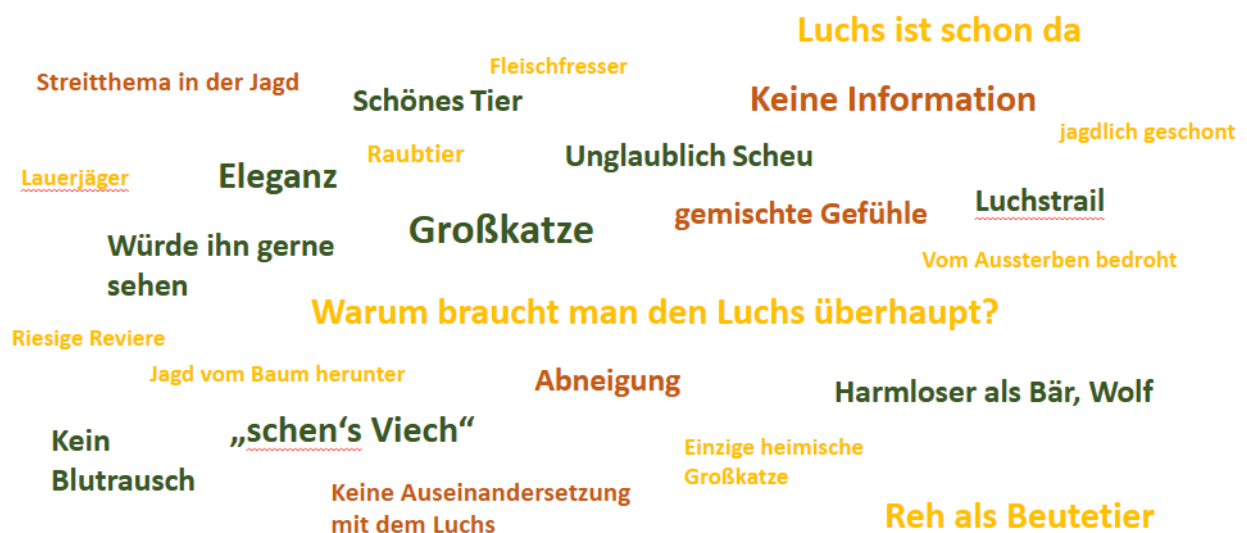 Luchs ist schon da
Fleischfresser
Streitthema in der Jagd
Schönes Tier
Keine Information
jagdlich geschont
Raubtier
Unglaublich Scheu
Lauerjäger
Eleganz
Luchstrail
gemischte Gefühle
Großkatze
Würde ihn gerne
sehen
Vom Aussterben bedroht
Warum braucht man den Luchs überhaupt?
Riesige Reviere
Jagd vom Baum herunter
Abneigung
Harmloser als Bär, Wolf
„schen‘s Viech“
Kein
Blutrausch
Einzige heimische
Großkatze
Keine Auseinandersetzung
mit dem Luchs
Reh als Beutetier